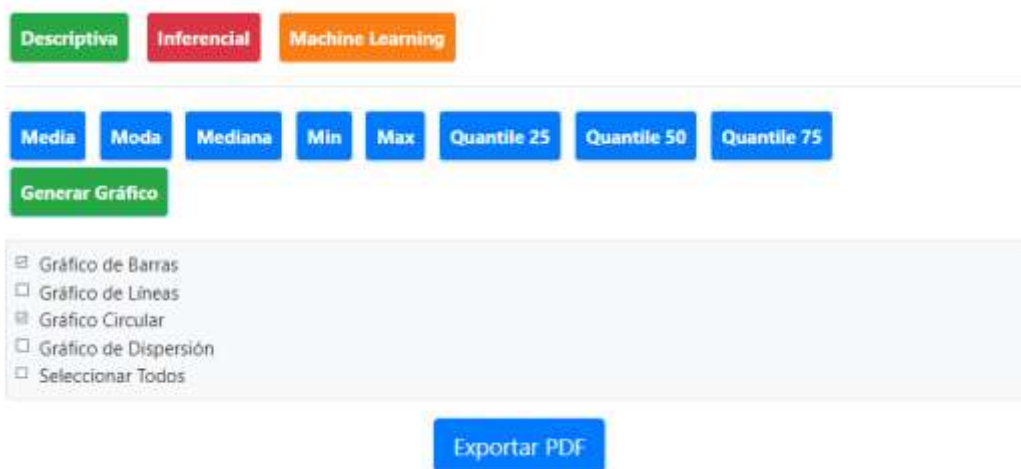 Descriptiva Inferencial Machine Learning
Media Moda Mediana Min Max Quantile 25 Quantile 50 Quantile 75
Generar Gráfico
Gráfico de Barras
Gráfico de Líneas
Gráfico Circular
Gráfico de Dispersión
Seleccionar Todos
Exportar PDF